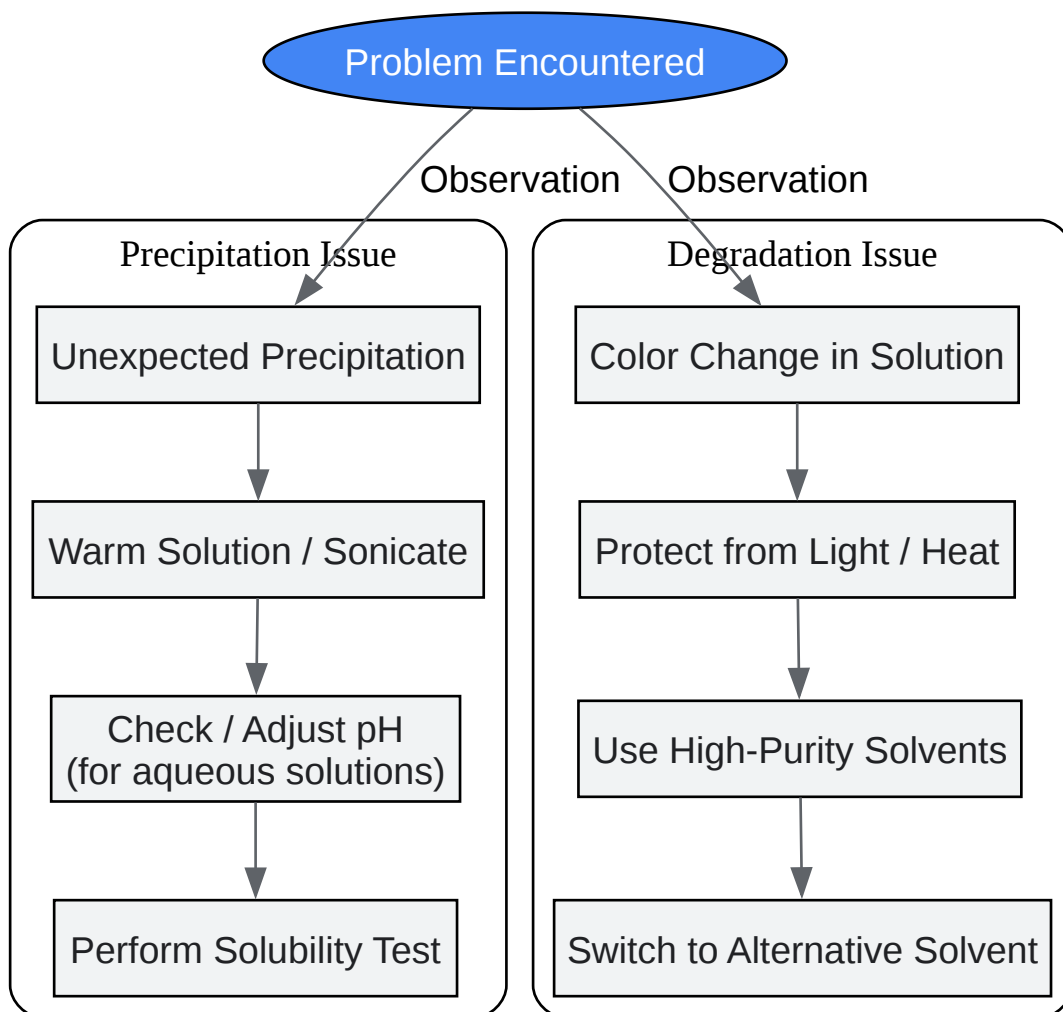 Problem Encountered
Observation
Observation
Precipitation Issue
Unexpected Precipitation
Warm Solution / Sonicate
Check / Adjust pH
(for aqueous solutions)
Perform Solubility Test
Degradation Issue
Color Change in Solution
Protect from Light / Heat
Use High-Purity Solvents
Switch to Alternative Solvent